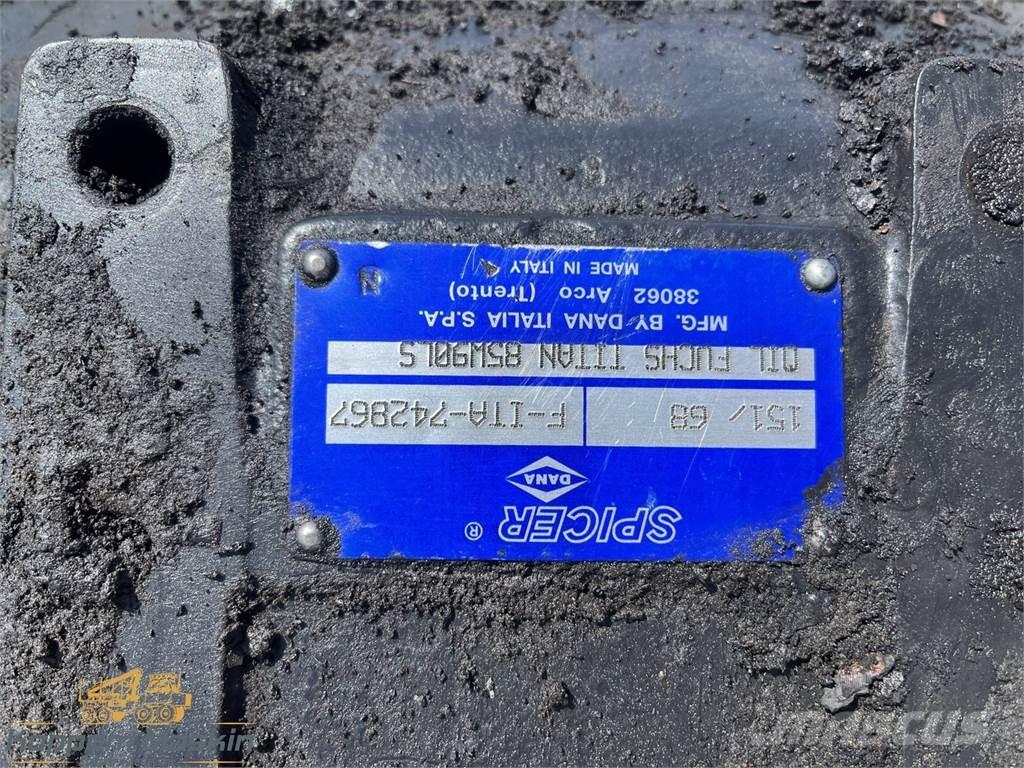 SPICER ®
DANA
151/ 68 F-ITA-742867
OIL FUCHS TITAN 85W90LS
MFG. BY DANA ITALIA S.P.A.
38062 Arco (Trento)
MADE IN ITALY
N
MASCUS